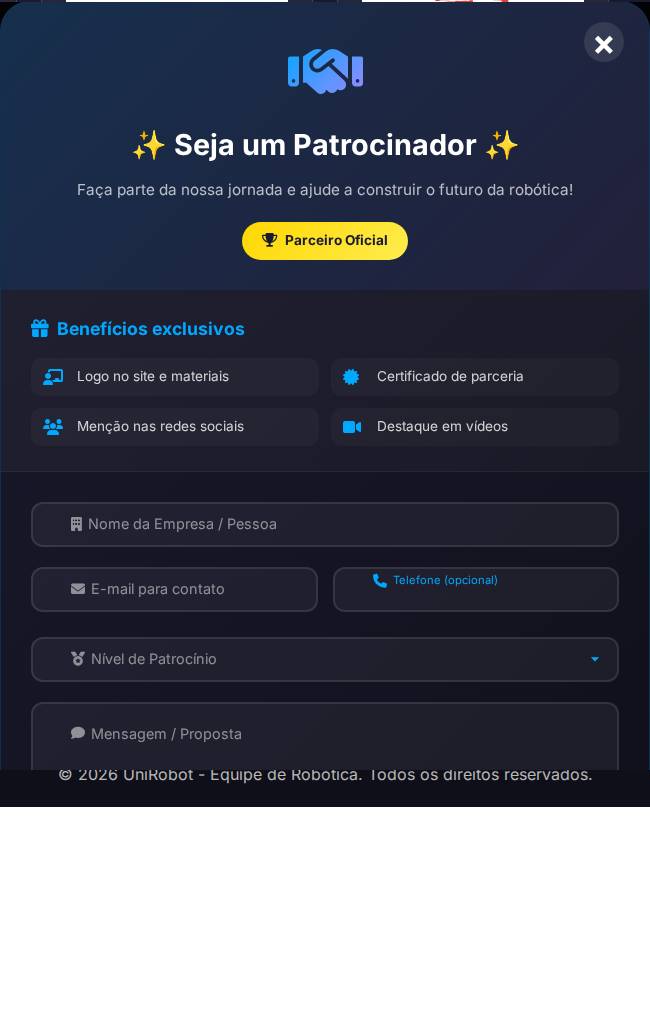 ✨ Seja um Patrocinador ✨
Faça parte da nossa jornada e ajude a construir o futuro da robótica!
Parceiro Oficial
Benefícios exclusivos
Logo no site e materiais
Certificado de parceria
Menção nas redes sociais
Destaque em vídeos
Nome da Empresa / Pessoa
E-mail para contato
Telefone (opcional)
Nível de Patrocínio
Mensagem / Proposta
© 2026 UniRobot - Equipe de Robótica. Todos os direitos reservados.